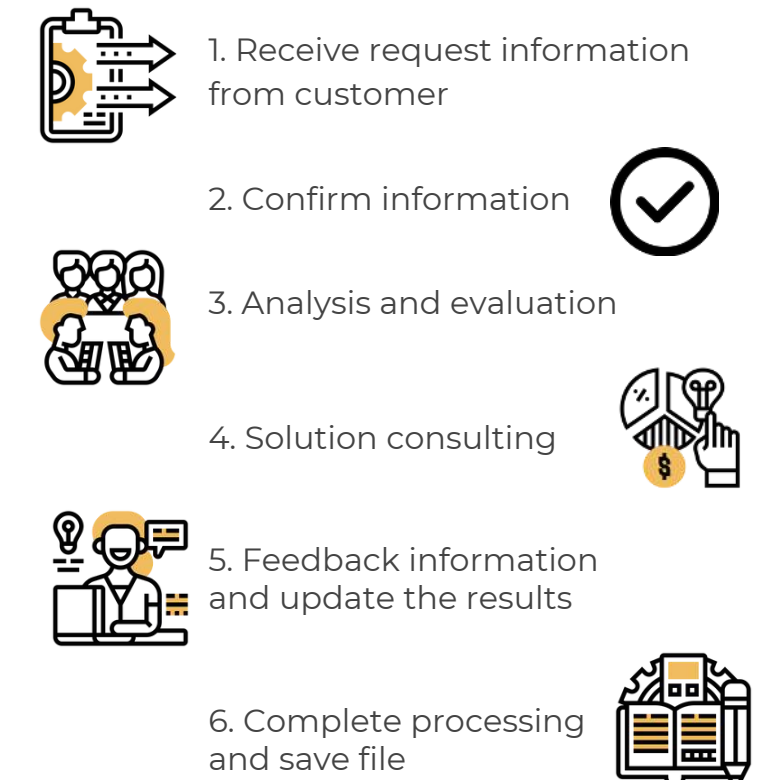 1. Receive request information
from customer
2. Confirm information
3. Analysis and evaluation
%
4. Solution consulting
$
5. Feedback information
and update the results
6. Complete processing
and save file